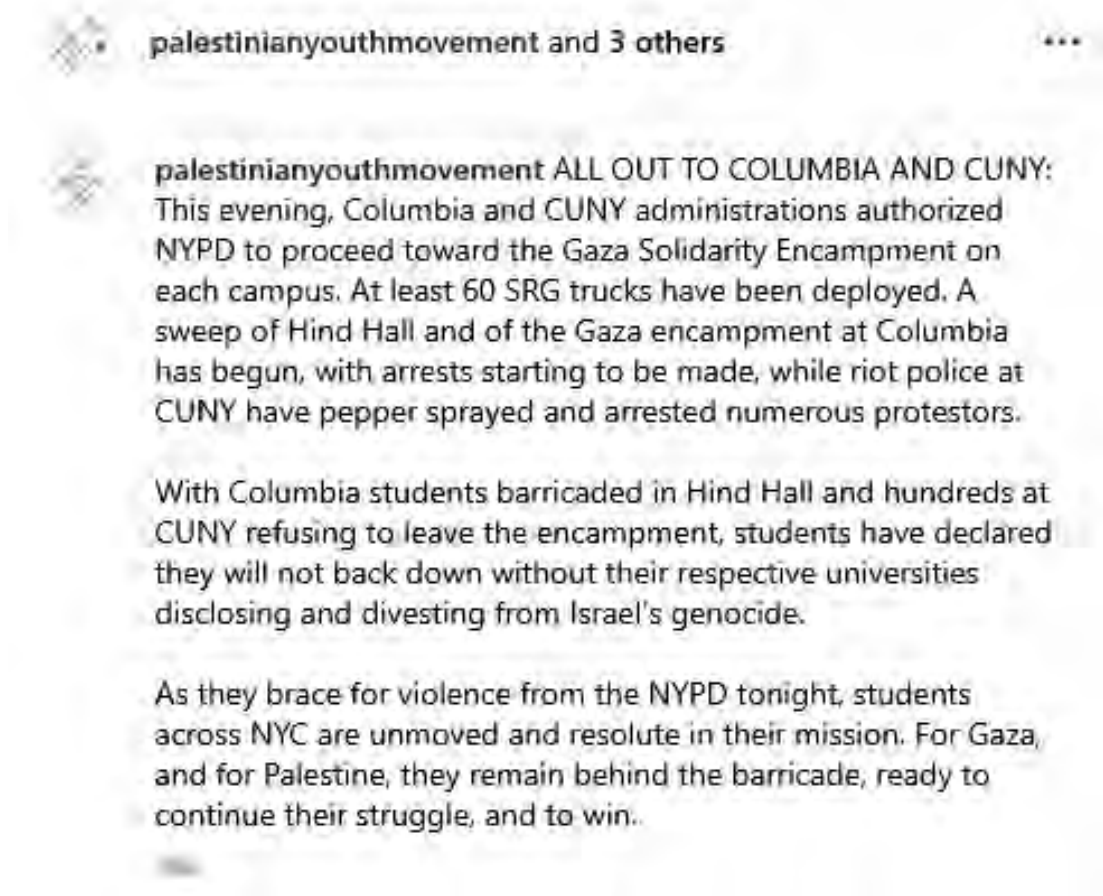 palestinianyouthmovement and 3 others
palestinianyouthmovement ALL OUT TO COLUMBIA AND CUNY:
This evening, Columbia and CUNY administrations authorized
NYPD to proceed toward the Gaza Solidarity Encampment on
each campus. At least 60 SRG trucks have been deployed. A
sweep of Hind Hall and of the Gaza encampment at Columbia
has begun, with arrests starting to be made, while riot police at
CUNY have pepper sprayed and arrested numerous protestors.
With Columbia students barricaded in Hind Hall and hundreds at
CUNY refusing to leave the encampment, students have declared
they will not back down without their respective universities
disclosing and divesting from Israel's genocide.
As they brace for violence from the NYPD tonight, students
across NYC are unmoved and resolute in their mission. For Gaza,
and for Palestine, they remain behind the barricade, ready to
continue their struggle, and to win.